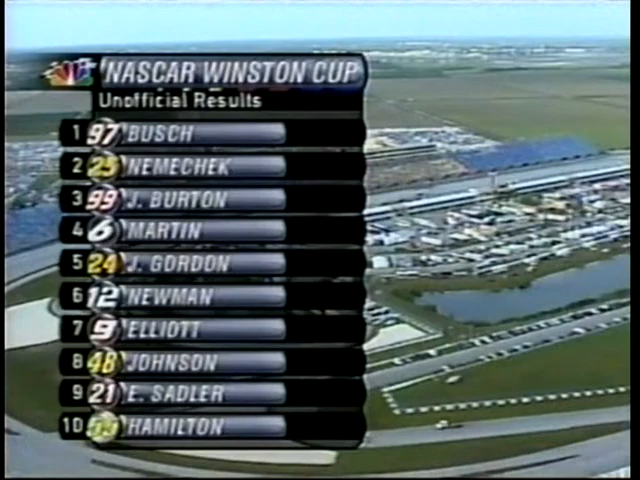 NASCAR WINSTON CUP
Unofficial Results
1 97 BUSCH
2 25 NEMECHEK
3 99 J. BURTON
4 6 MARTIN
5 24 J. GORDON
6 12 NEWMAN
7 9 ELLIOTT
8 48 JOHNSON
9 21 E. SADLER
10 HAMILTON